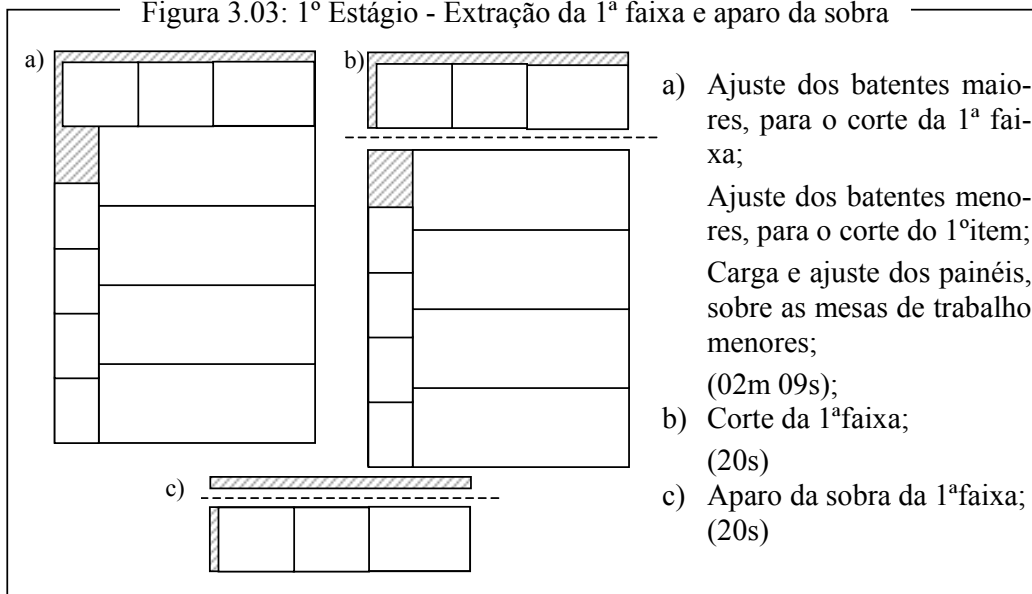 Figura 3.03: 1º Estágio - Extração da 1ª faixa e aparo da sobra
a)
b)
a) Ajuste dos batentes maio-
res, para o corte da 1ª fai-
xa;
Ajuste dos batentes meno-
res, para o corte do 1ºitem;
Carga e ajuste dos painéis,
sobre as mesas de trabalho
menores;
(02m 09s);
b) Corte da 1ªfaixa;
(20s)
c)
c) Aparo da sobra da 1ªfaixa;
(20s)